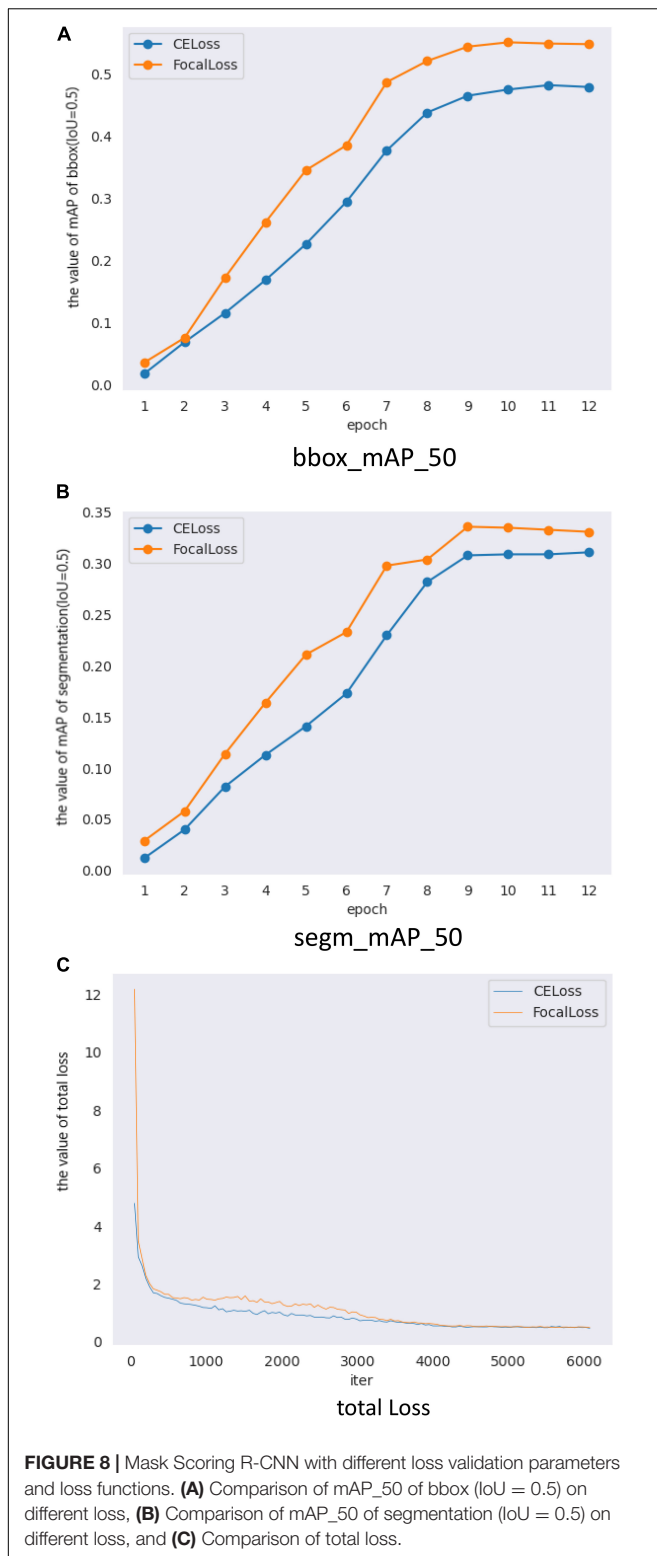 A
CELoss
FocalLoss
0.5
0.4
0.3
0.2
0.1
0.0
the value of mAP of bbox(IoU=0.5)
1 2 3 4 5 6 7 8 9 10 11 12
epoch
bbox_mAP_50
B
CELoss
FocalLoss
0.35
0.30
0.25
0.20
0.15
0.10
0.05
0.00
the value of mAP of segmentation(IoU=0.5)
1 2 3 4 5 6 7 8 9 10 11 12
epoch
segm_mAP_50
C
CELoss
FocalLoss
12
10
8
6
4
2
0
the value of total loss
0 1000 2000 3000 4000 5000 6000
iter
total Loss
FIGURE 8 | Mask Scoring R-CNN with different loss validation parameters
and loss functions. (A) Comparison of mAP_50 of bbox (IoU = 0.5) on
different loss, (B) Comparison of mAP_50 of segmentation (IoU = 0.5) on
different loss, and (C) Comparison of total loss.